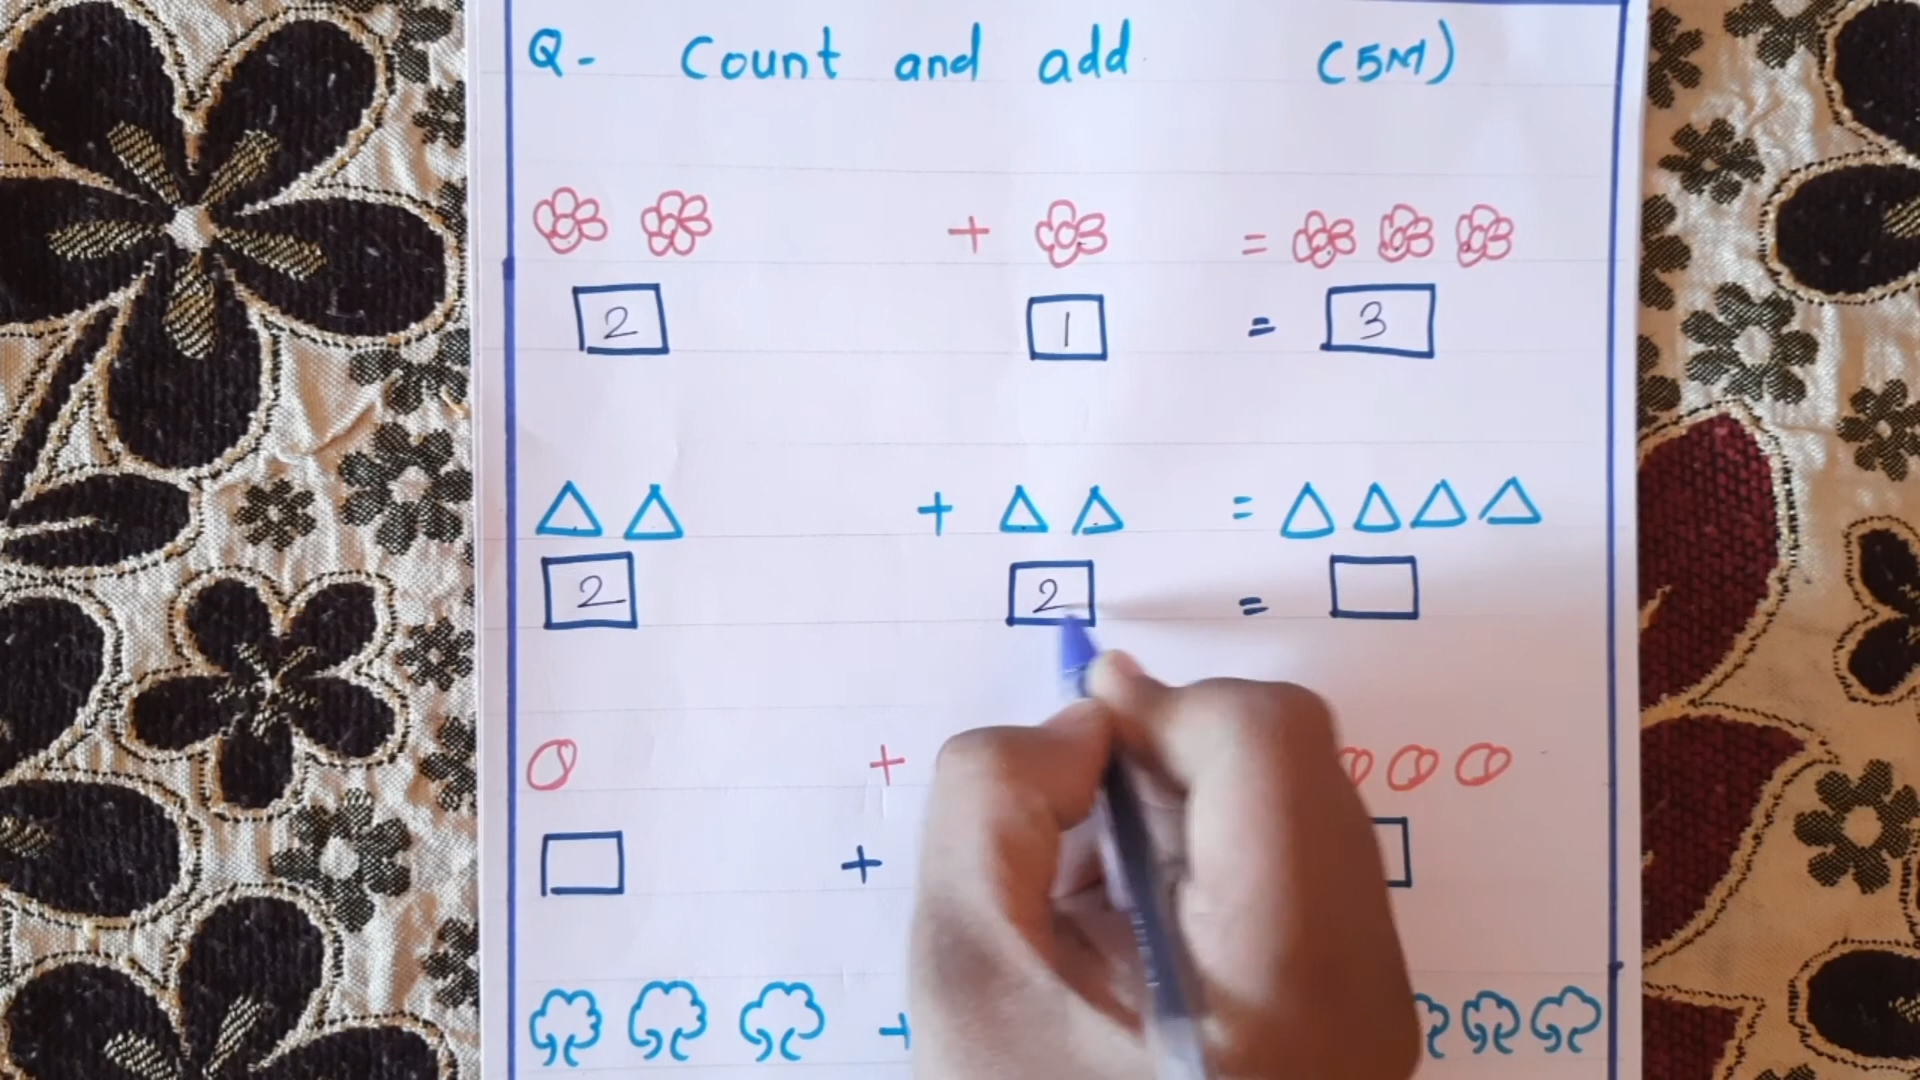 Q- Count and add (5M)
+ =
2 1 = 3
+ =
2 2 =
+
+
+